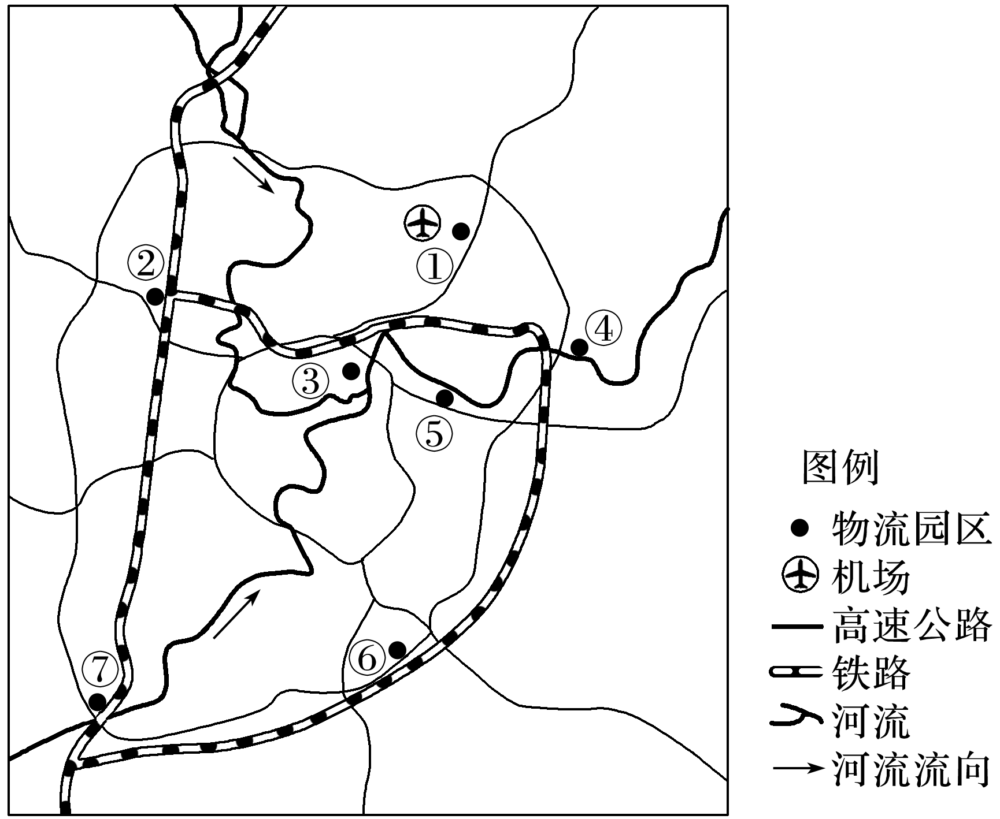 ②
①
④
③
⑤
⑥
⑦
图例
物流园区
机场
高速公路
铁路
河流
河流流向